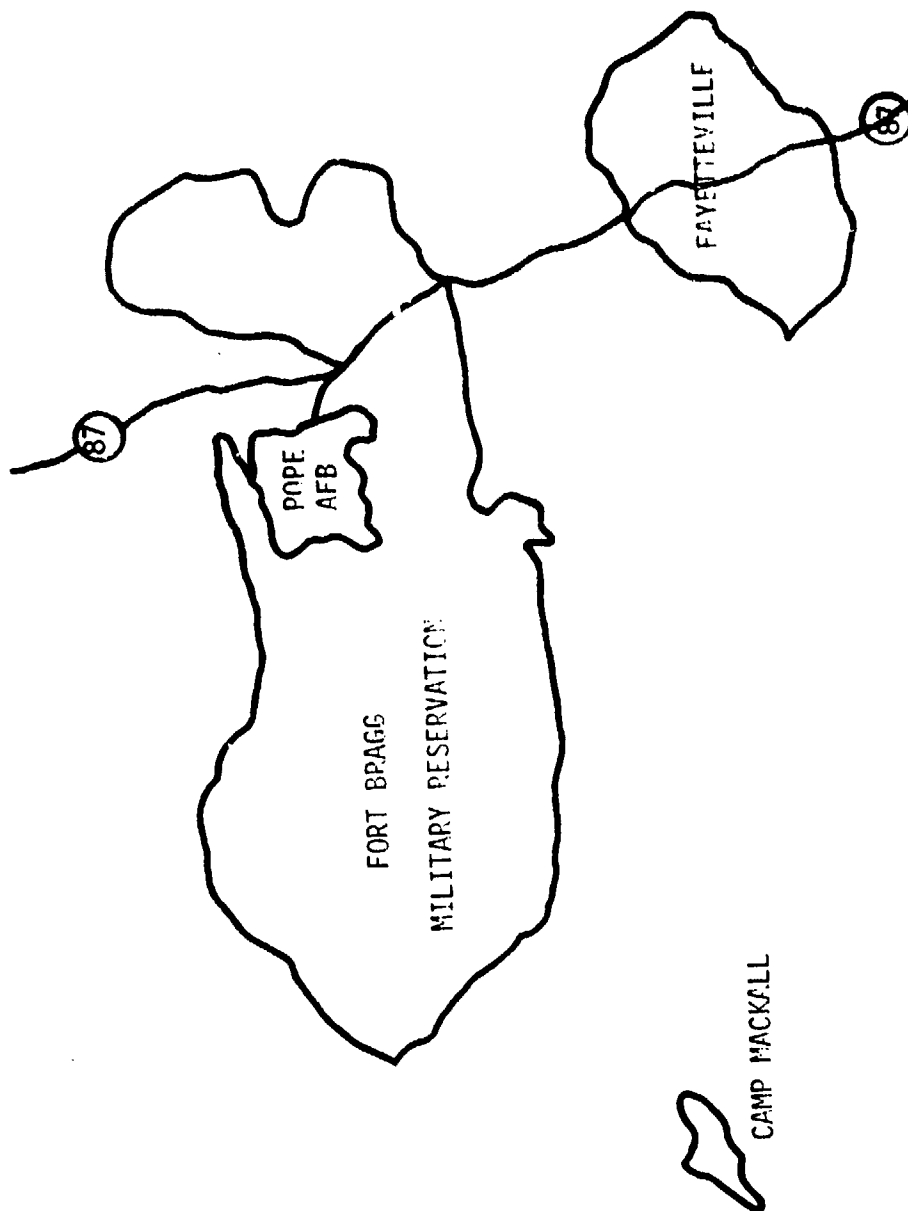 87
POPE
AFB
FORT BRAGG
MILITARY RESERVATION
FAYETTEVILLE
87
CAMP MACKALL